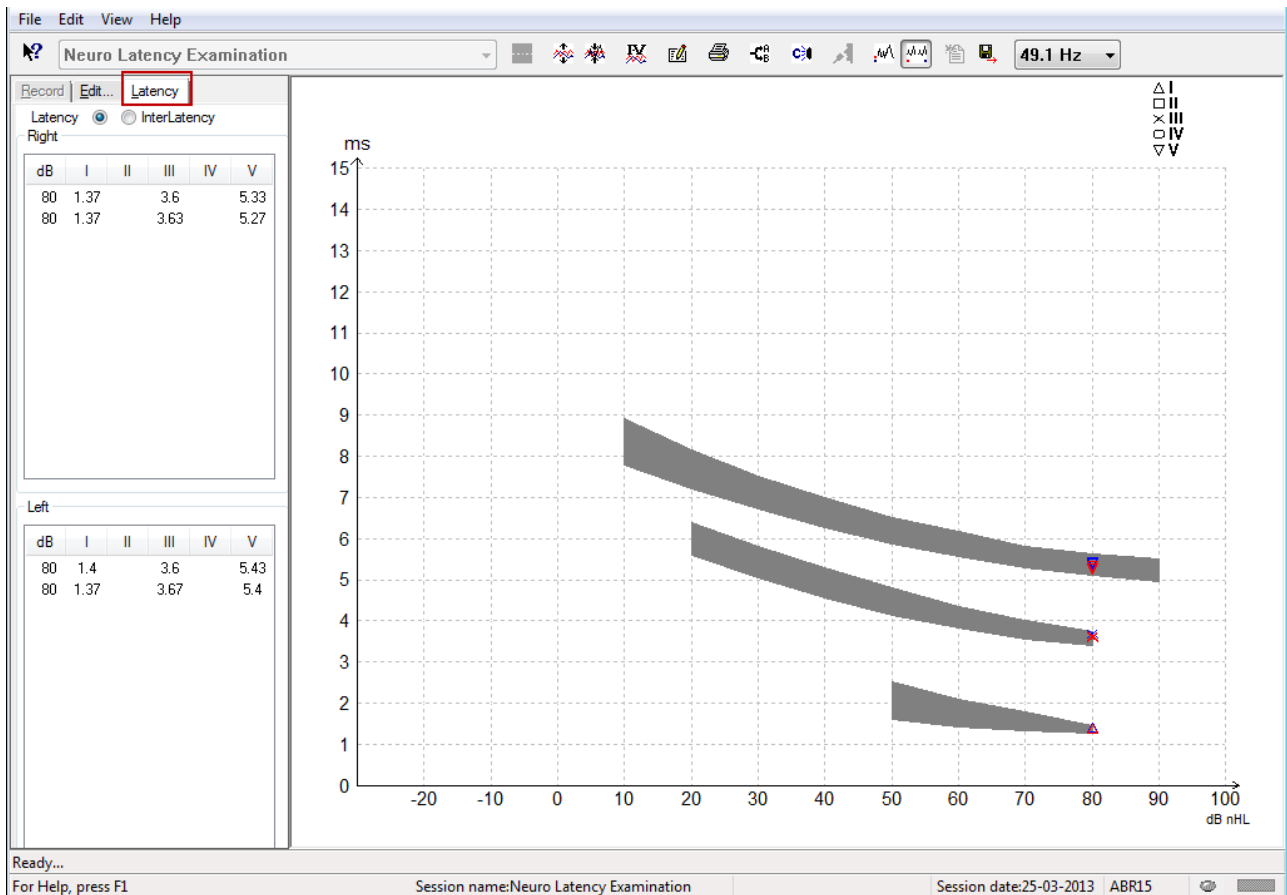 File Edit View Help
Neuro Latency Examination
IV
C A B
49.1 Hz
Record Edit... Latency
Latency InterLatency
Right
dB I II III IV V
80 1.37 3.6 5.33
80 1.37 3.63 5.27
Left
dB I II III IV V
80 1.4 3.6 5.43
80 1.37 3.67 5.4
I
II
III
IV
V
ms
15
14
13
12
11
10
9
8
7
6
5
4
3
2
1
0
-20 -10 0 10 20 30 40 50 60 70 80 90 100
dB nHL
Ready...
For Help, press F1 Session name:Neuro Latency Examination Session date:25-03-2013 ABR15